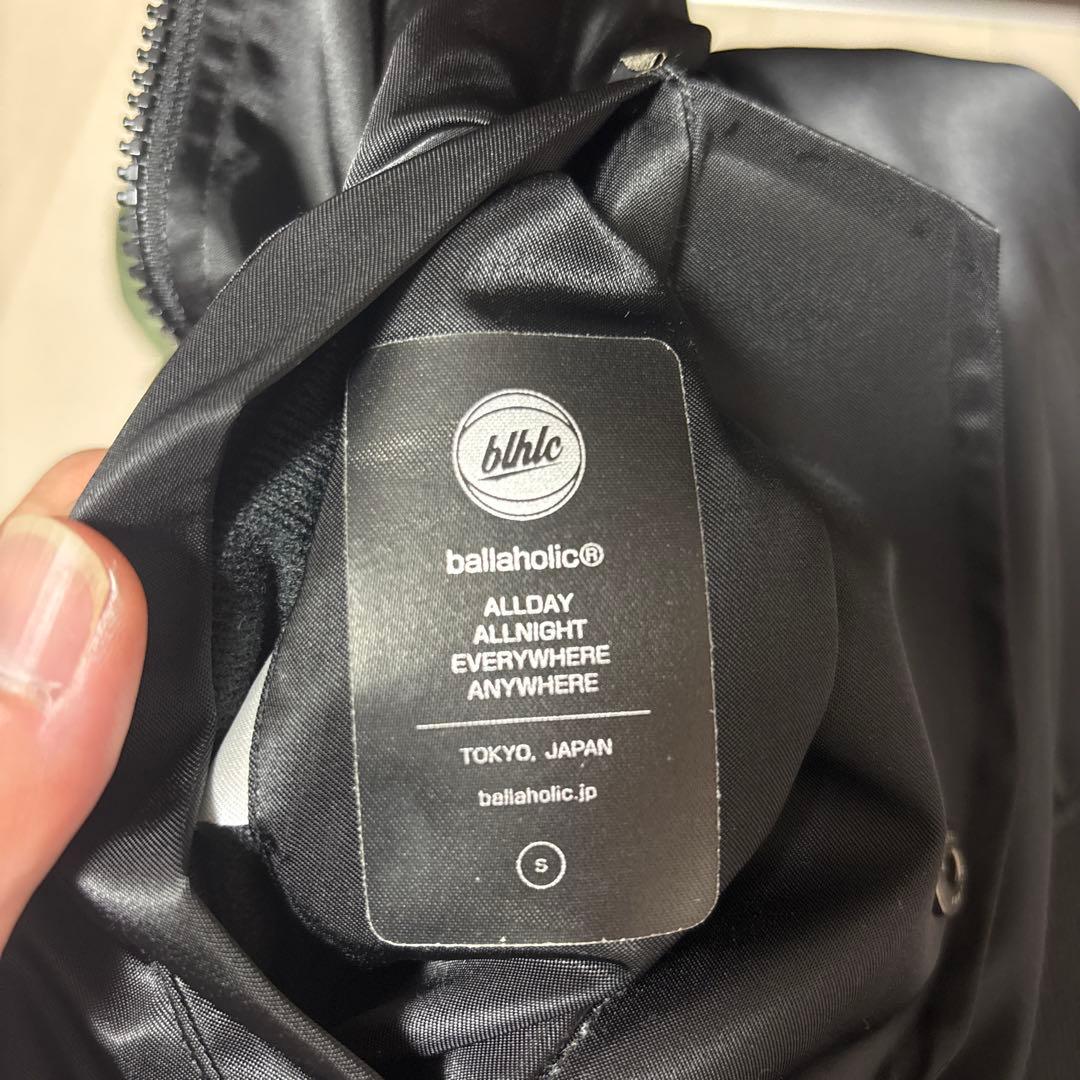 blhlc
ballaholic®
ALLDAY
ALLNIGHT
EVERYWHERE
ANYWHERE
TOKYO, JAPAN
ballaholic.jp
S